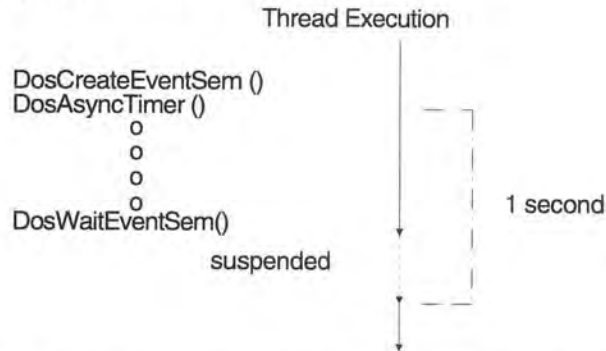 Thread Execution
DosCreateEventSem ()
DosAsyncTimer ()
o
o
o
o
DosWaitEventSem()
1 second
suspended